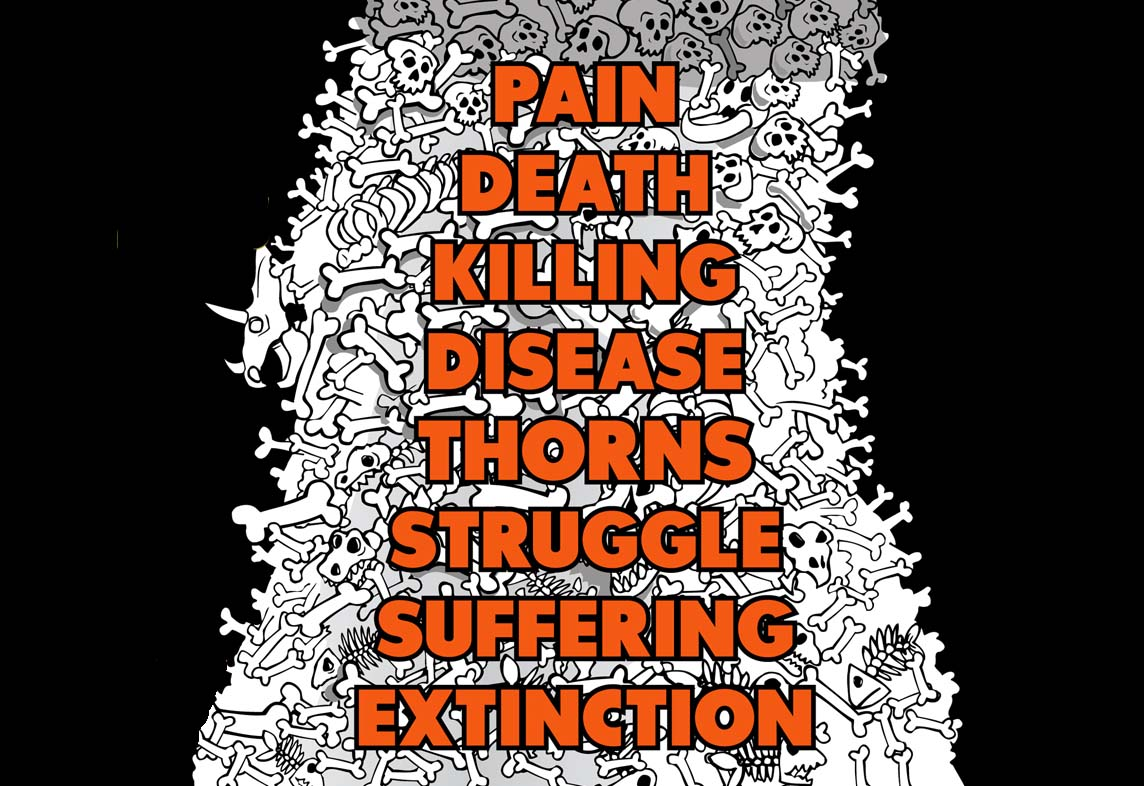 PAIN
DEATH
KILLING
DISEASE
THORNS
STRUGGLE
SUFFERING
EXTINCTION